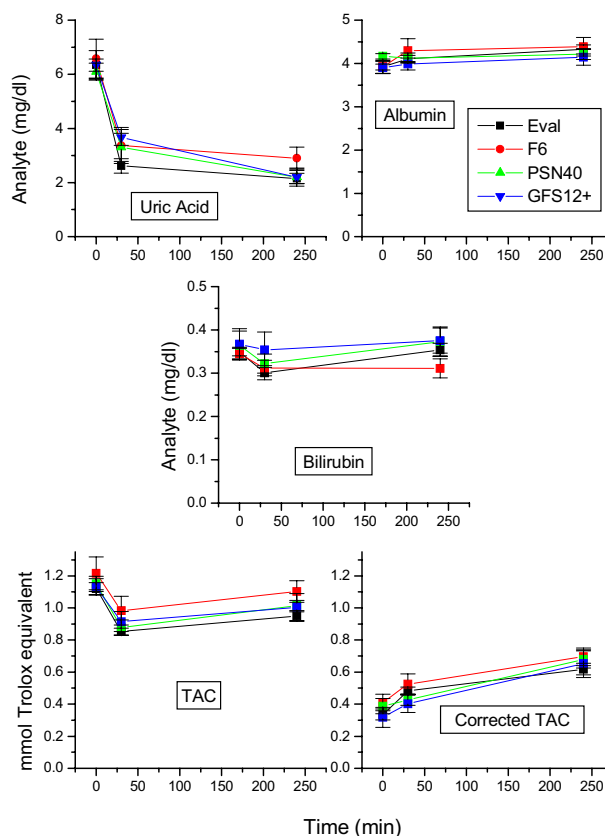 8
6
4
2
0
Analyte (mg/dl)
Uric Acid
0 50 100 150 200 250
5
4
3
2
1
0
Albumin
Eval
F6
PSN40
GFS12+
0 50 100 150 200 250
0.5
0.4
0.3
0.2
0.1
0.0
Analyte (mg/dl)
Bilirubin
0 50 100 150 200 250
1.2
1.0
0.8
0.6
0.4
0.2
0.0
mmol Trolox equivalent
TAC
0 50 100 150 200 250
1.2
1.0
0.8
0.6
0.4
0.2
0.0
Corrected TAC
0 50 100 150 200 250
Time (min)